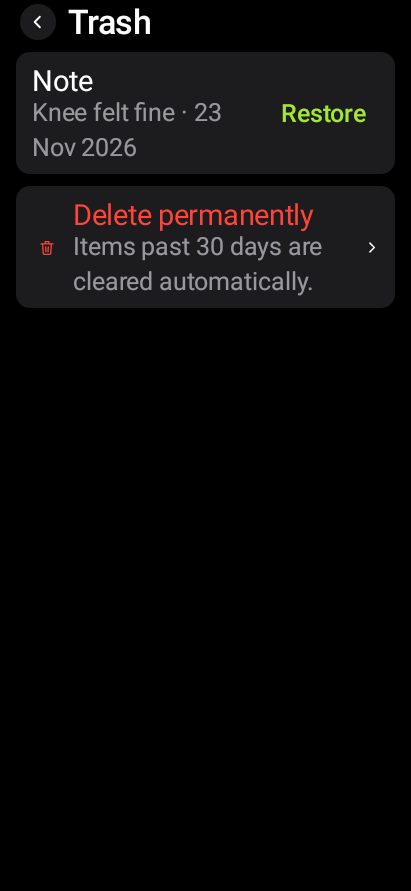 Trash
Note
Knee felt fine · 23
Nov 2026
Restore
Delete permanently
Items past 30 days are
cleared automatically.